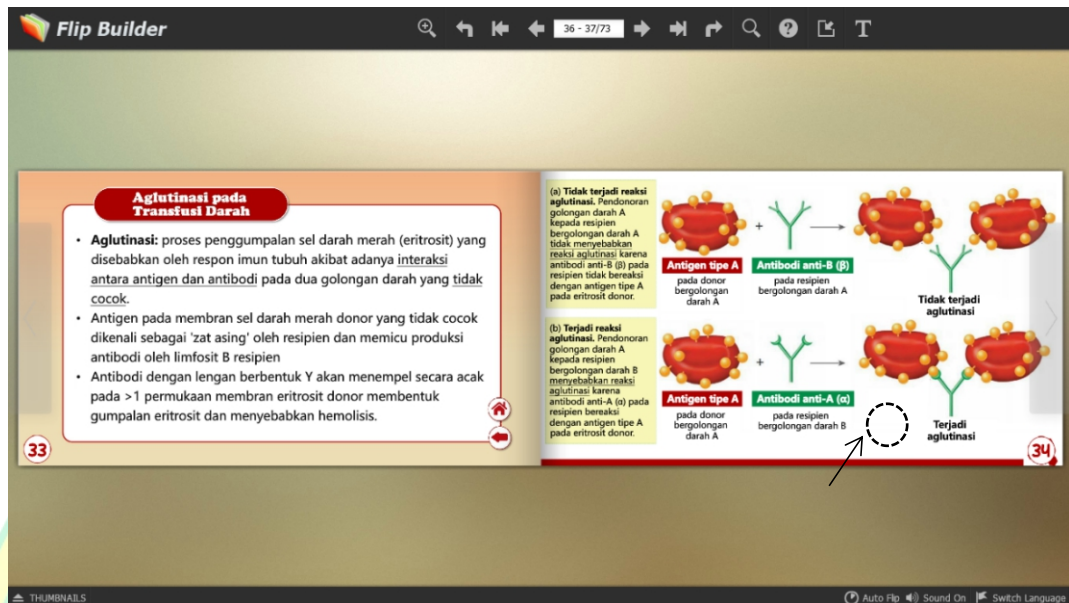 Flip Builder
36 - 37/73
T
Aglutinasi pada
Transfusi Darah
• Aglutinasi: proses penggumpalan sel darah merah (eritrosit) yang
disebabkan oleh respon imun tubuh akibat adanya interaksi
antara antigen dan antibodi pada dua golongan darah yang tidak
cocok.
• Antigen pada membran sel darah merah donor yang tidak cocok
dikenali sebagai 'zat asing' oleh resipien dan memicu produksi
antibodi oleh limfosit B resipien
• Antibodi dengan lengan berbentuk Y akan menempel secara acak
pada >1 permukaan membran eritrosit donor membentuk
gumpalan eritrosit dan menyebabkan hemolisis.
33
(a) Tidak terjadi reaksi
aglutinasi. Pendonoran
golongan darah A
kepada resipien
bergolongan darah A
tidak menyebabkan
reaksi aglutinasi karena
antibodi anti-B (β) pada
resipien tidak bereaksi
dengan antigen tipe A
pada eritrosit donor.
+
Antigen tipe A
pada donor
bergolongan
darah A
Antibodi anti-B (β)
pada resipien
bergolongan darah A
Tidak terjadi
aglutinasi
(b) Terjadi reaksi
aglutinasi. Pendonoran
golongan darah A
kepada resipien
bergolongan darah B
menyebabkan reaksi
aglutinasi karena
antibodi anti-A (α) pada
resipien bereaksi
dengan antigen tipe A
pada eritrosit donor.
+
Antigen tipe A
pada donor
bergolongan
darah A
Antibodi anti-A (α)
pada resipien
bergolongan darah B
Terjadi
aglutinasi
34
THUMBNAILS
Auto Flip Sound On Switch Language